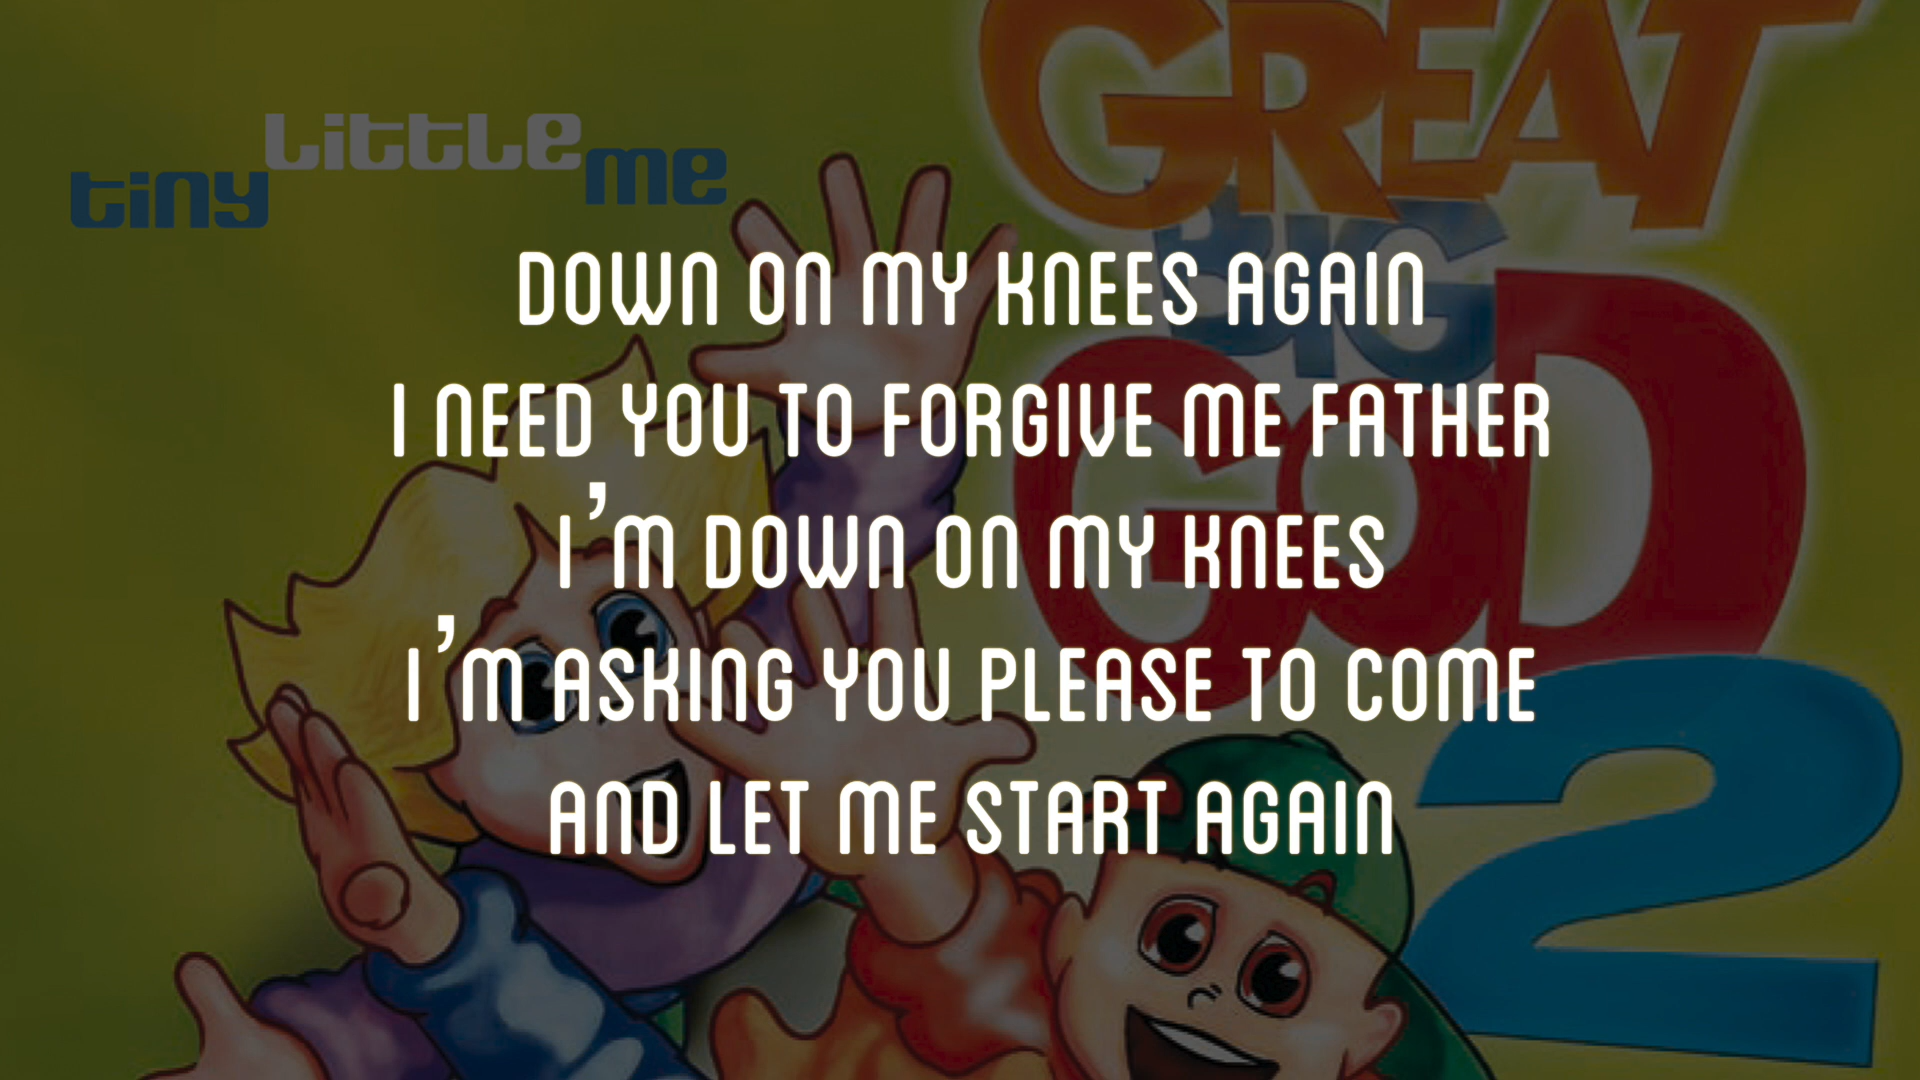 GREAT
tiny Little me
BIG
GOD
2
DOWN ON MY KNEES AGAIN
I NEED YOU TO FORGIVE ME FATHER
I'M DOWN ON MY KNEES
I'M ASKING YOU PLEASE TO COME
AND LET ME START AGAIN